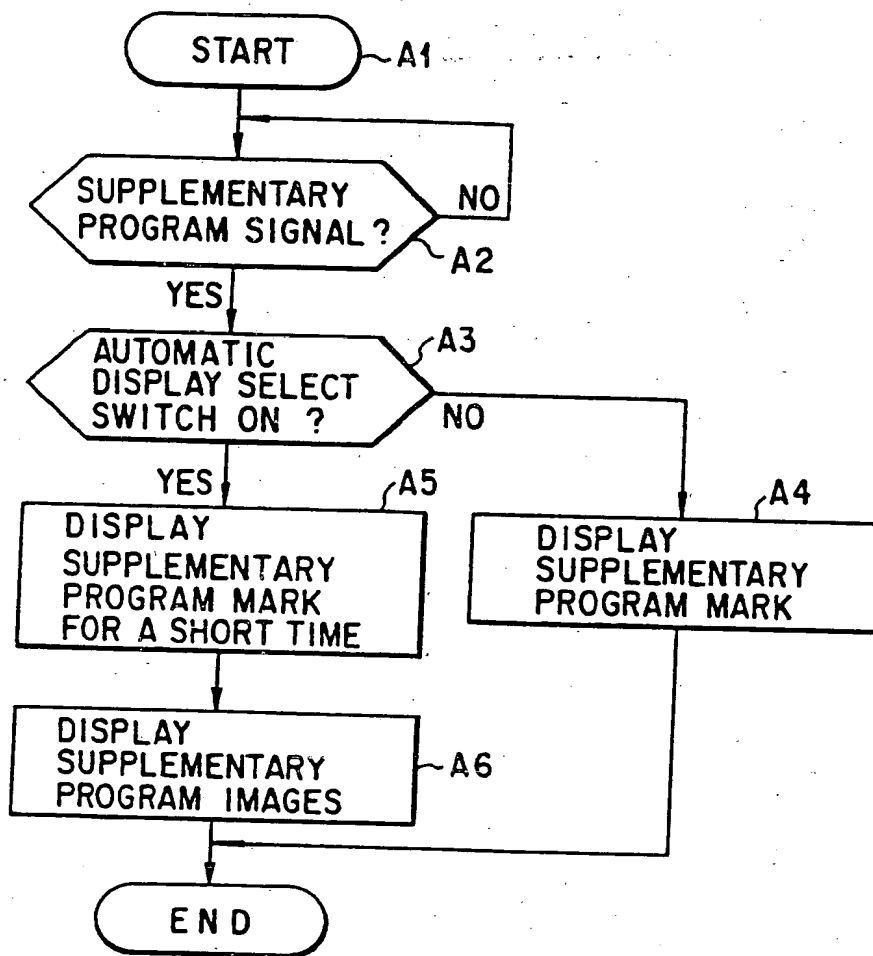 START
A1
SUPPLEMENTARY
PROGRAM SIGNAL?
NO
A2
YES
AUTOMATIC
DISPLAY SELECT
SWITCH ON ?
A3
NO
YES
A5
DISPLAY
SUPPLEMENTARY
PROGRAM MARK
FOR A SHORT TIME
A4
DISPLAY
SUPPLEMENTARY
PROGRAM MARK
DISPLAY
SUPPLEMENTARY
PROGRAM IMAGES
A6
END